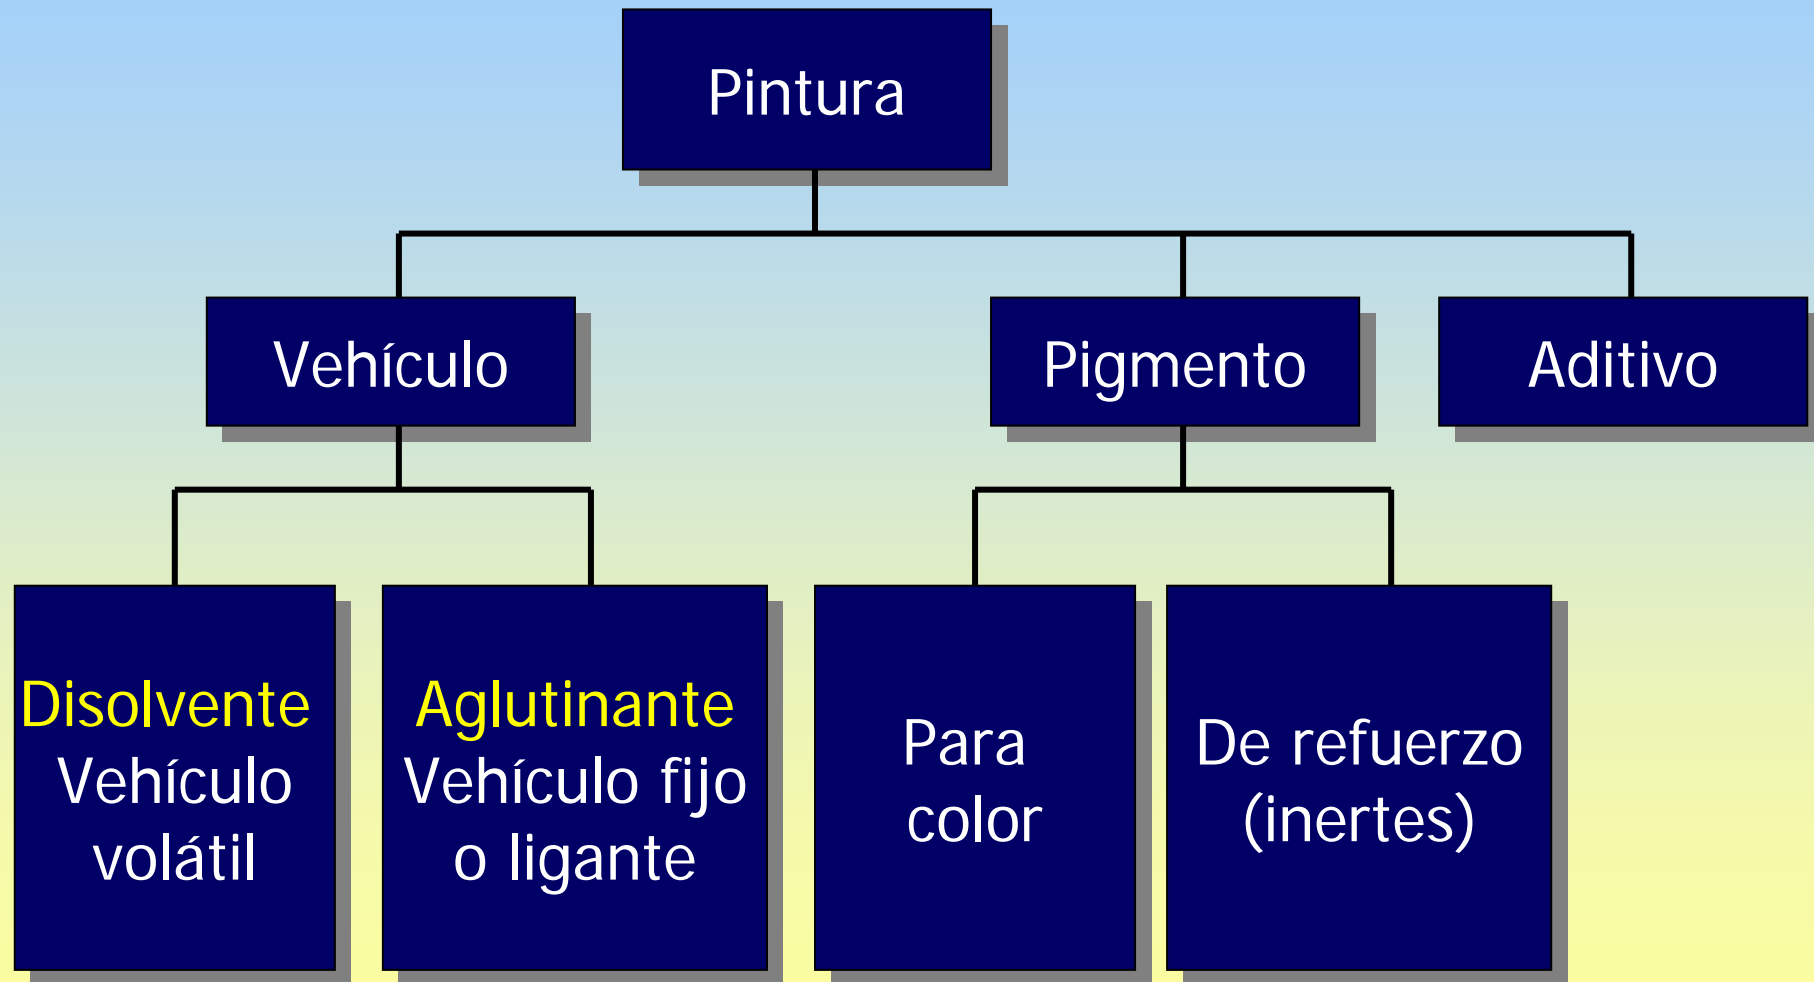 Pintura
Vehículo
Pigmento
Aditivo
Disolvente
Vehículo
volátil
Aglutinante
Vehículo fijo
o ligante
Para
color
De refuerzo
(inertes)